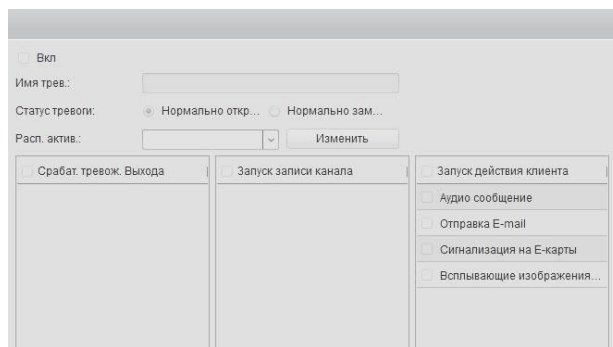 Вкл
Имя трев.:
Статус тревоги: Нормально откр... Нормально зам...
Расп. актив.: Изменить
Срабат. тревож. Выхода Запуск записи канала Запуск действия клиента
Аудио сообщение
Отправка E-mail
Сигнализация на Е-карты
Всплывающие изображения...